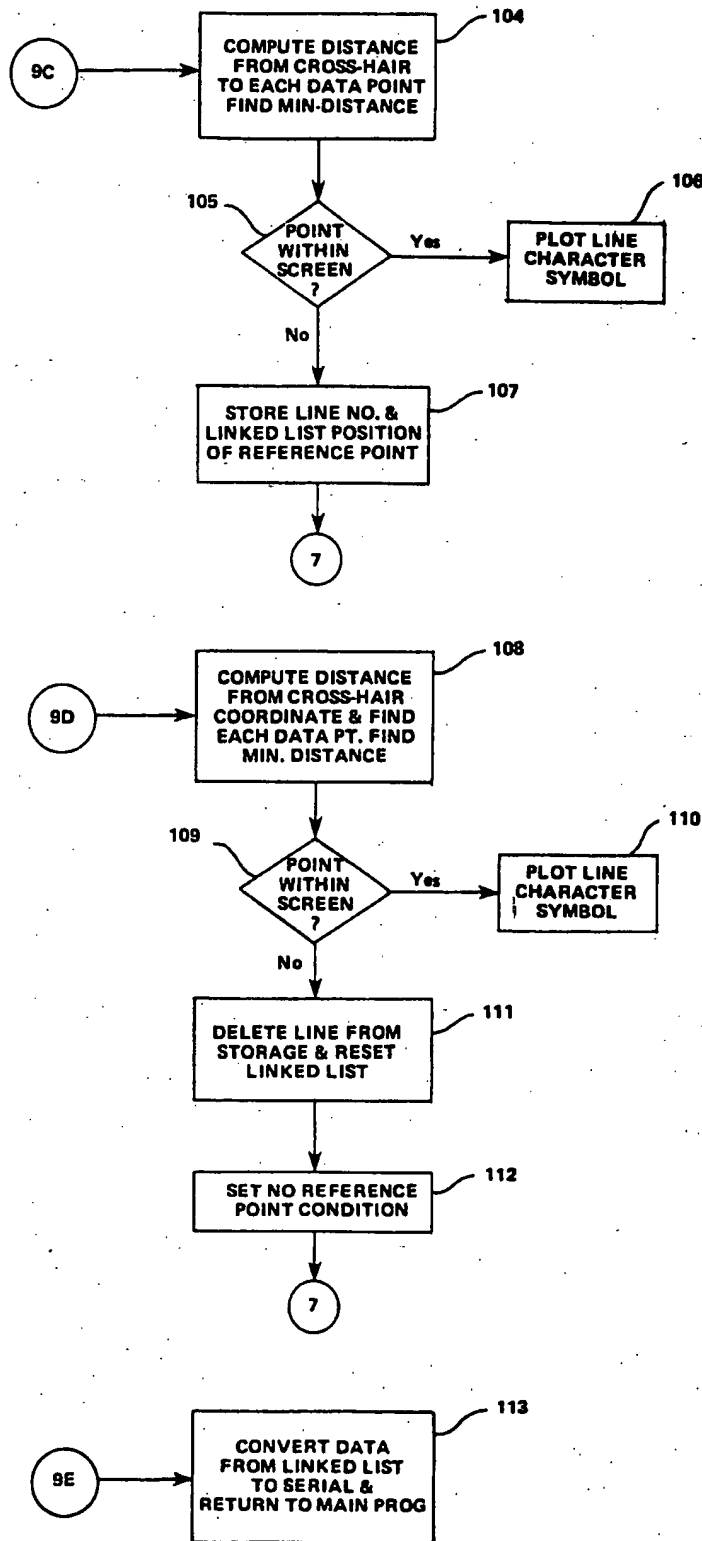 104
9C
COMPUTE DISTANCE
FROM CROSS-HAIR
TO EACH DATA POINT
FIND MIN-DISTANCE
105
POINT
WITHIN
SCREEN
?
Yes
106
PLOT LINE
CHARACTER
SYMBOL
No
107
STORE LINE NO. &
LINKED LIST POSITION
OF REFERENCE POINT
7
108
9D
COMPUTE DISTANCE
FROM CROSS-HAIR
COORDINATE & FIND
EACH DATA PT. FIND
MIN. DISTANCE
109
POINT
WITHIN
SCREEN
?
Yes
110
PLOT LINE
CHARACTER
SYMBOL
No
111
DELETE LINE FROM
STORAGE & RESET
LINKED LIST
112
SET NO REFERENCE
POINT CONDITION
7
113
9E
CONVERT DATA
FROM LINKED LIST
TO SERIAL &
RETURN TO MAIN PROG